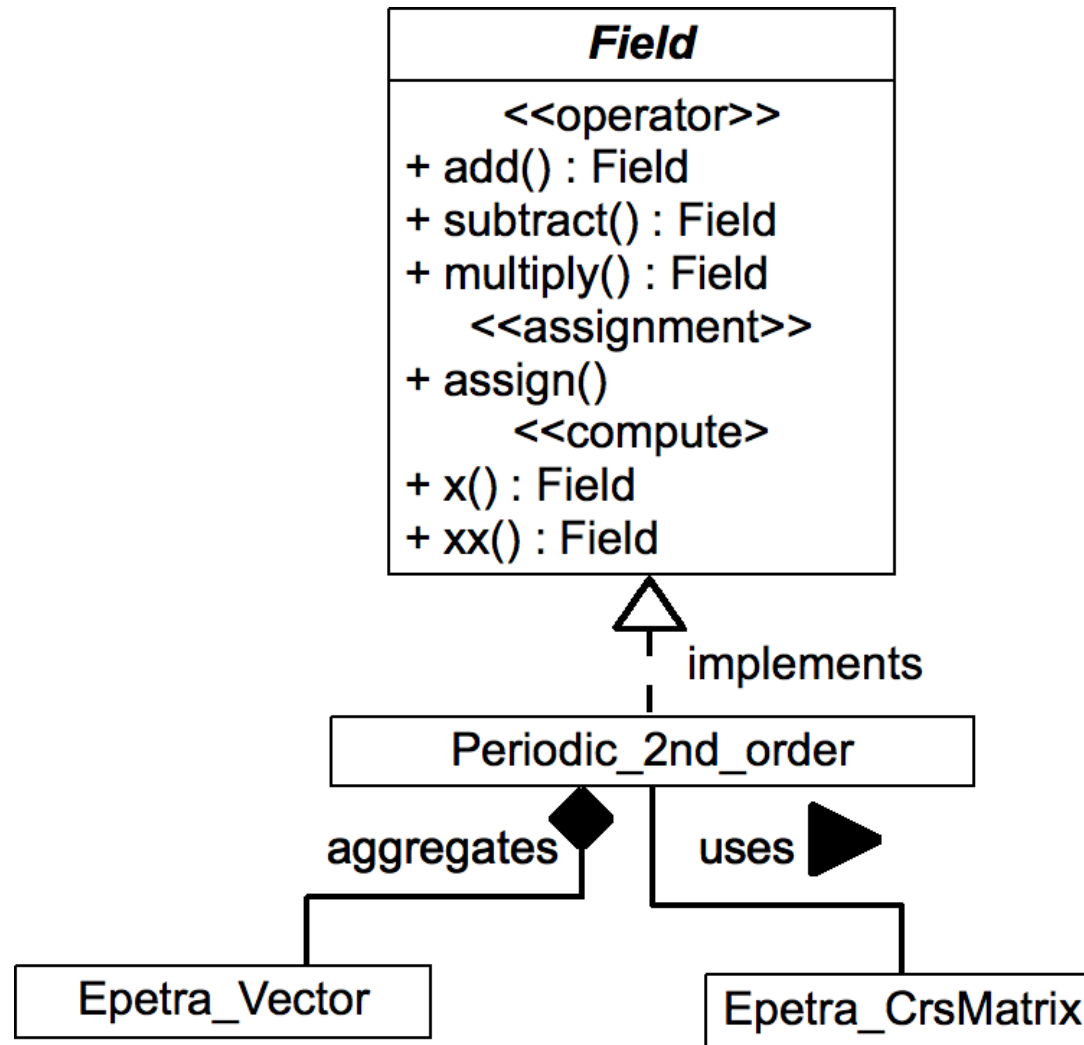 Field
<<operator>>
+ add() : Field
+ subtract() : Field
+ multiply() : Field
<<assignment>>
+ assign()
<<compute>
+ x() : Field
+ xx() : Field
implements
Periodic_2nd_order
aggregates
uses
Epetra_Vector
Epetra_CrsMatrix